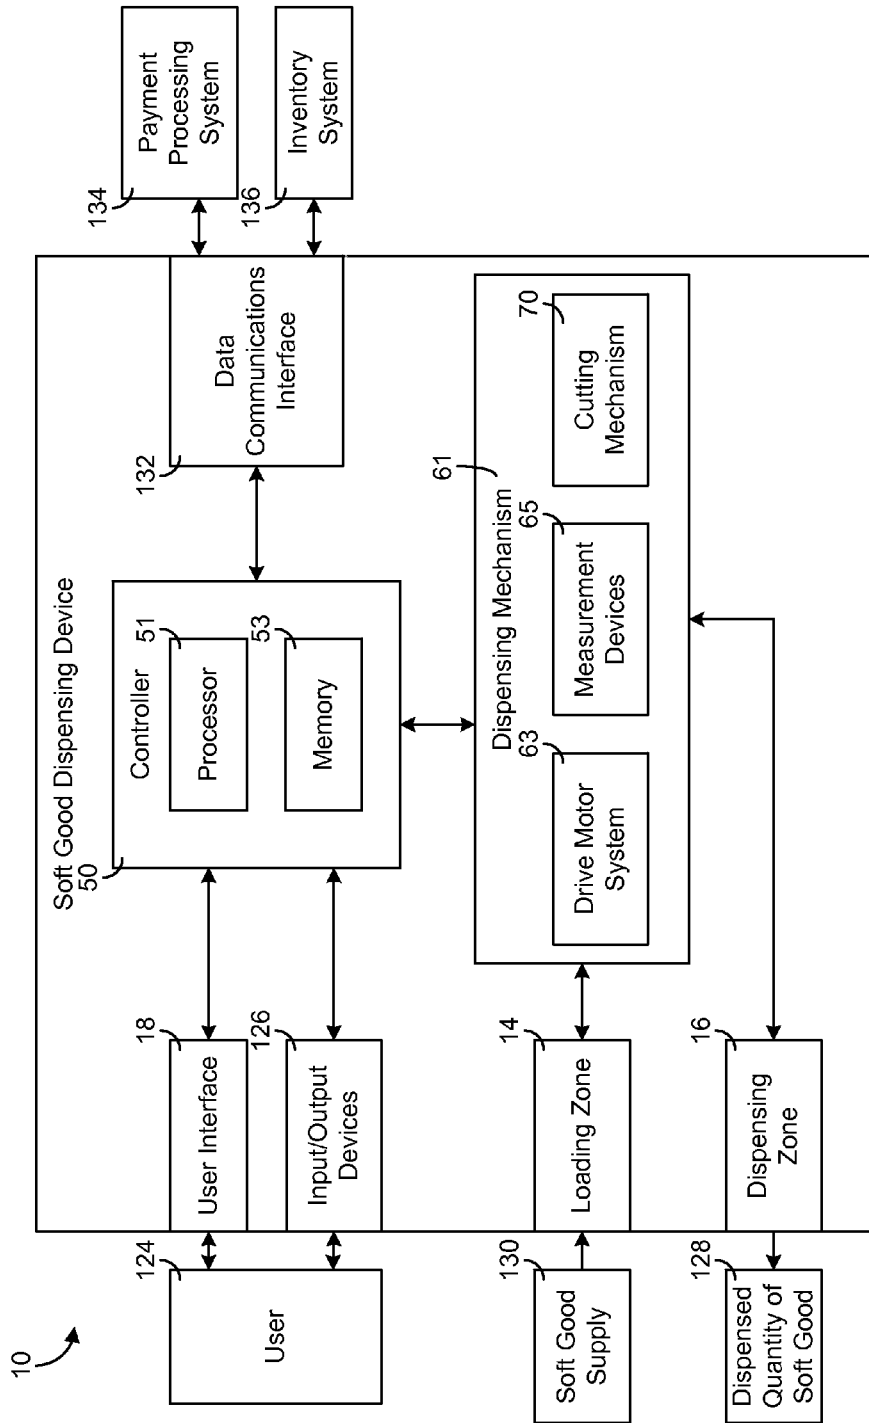 10
Soft Good Dispensing Device
124
User
18
User Interface
126
Input/Output
Devices
50
Controller
51
Processor
53
Memory
132
Data
Communications
Interface
134
Payment
Processing
System
136
Inventory
System
130
Soft Good
Supply
14
Loading Zone
61
Dispensing Mechanism
63
Drive Motor
System
65
Measurement
Devices
70
Cutting
Mechanism
128
Dispensed
Quantity of
Soft Good
16
Dispensing
Zone